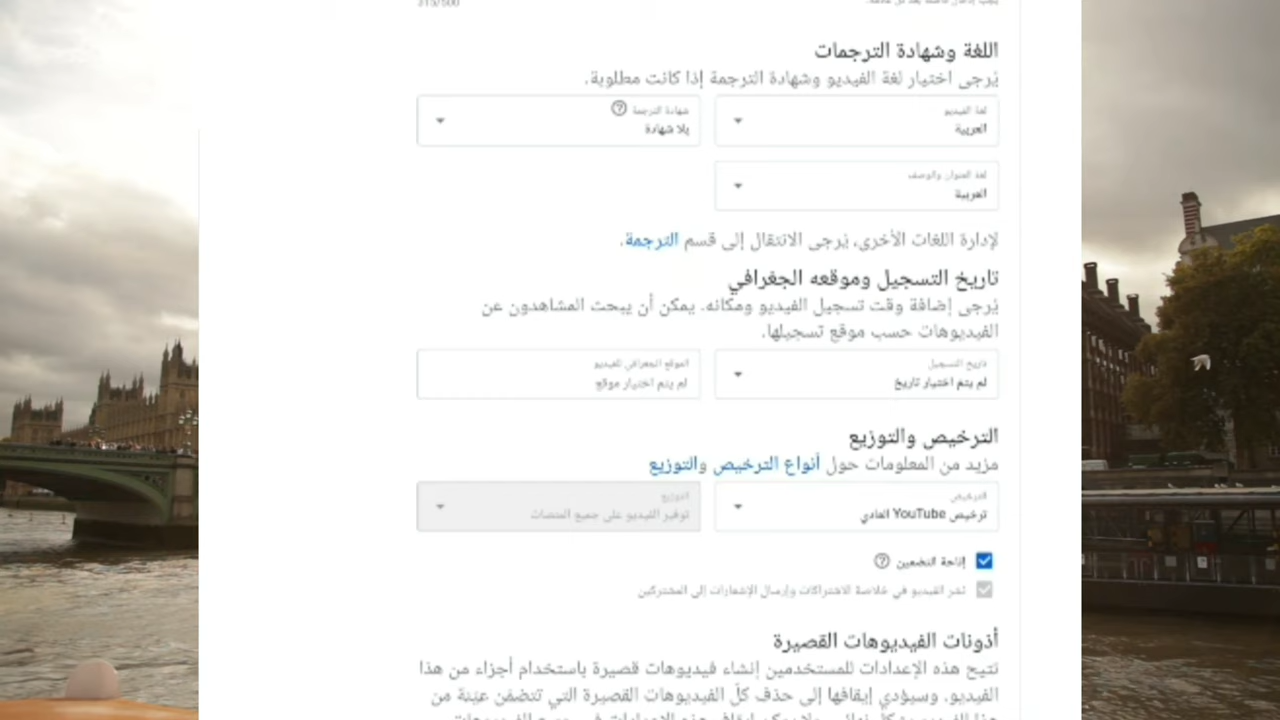 315/500
اللغة وشهادة الترجمات
يُرجى اختيار لغة الفيديو وشهادة الترجمة إذا كانت مطلوبة.
لغة الفيديو
العربية
شهادة الترجمة
بلا شهادة
لغة العنوان والوصف
العربية
لإدارة اللغات الأخرى، يُرجى الانتقال إلى قسم الترجمة.
تاريخ التسجيل وموقعه الجغرافي
يُرجى إضافة وقت تسجيل الفيديو ومكانه. يمكن أن يبحث المشاهدون عن
الفيديوهات حسب موقع تسجيلها.
تاريخ التسجيل
لم يتم اختيار تاريخ
الموقع الجغرافي للفيديو
لم يتم اختيار موقع
الترخيص والتوزيع
مزيد من المعلومات حول أنواع الترخيص والتوزيع
الترخيص
ترخيص YouTube العادي
التوزيع
توفير الفيديو على جميع المنصات
إتاحة التضمين
نشر الفيديو في خلاصة الاشتراكات وإرسال الإشعارات إلى المشتركين
أذونات الفيديوهات القصيرة
تتيح هذه الإعدادات للمستخدمين إنشاء فيديوهات قصيرة باستخدام أجزاء من هذا
الفيديو. وسيؤدي إيقافها إلى حذف كلّ الفيديوهات القصيرة التي تتضمّن عيّنة من